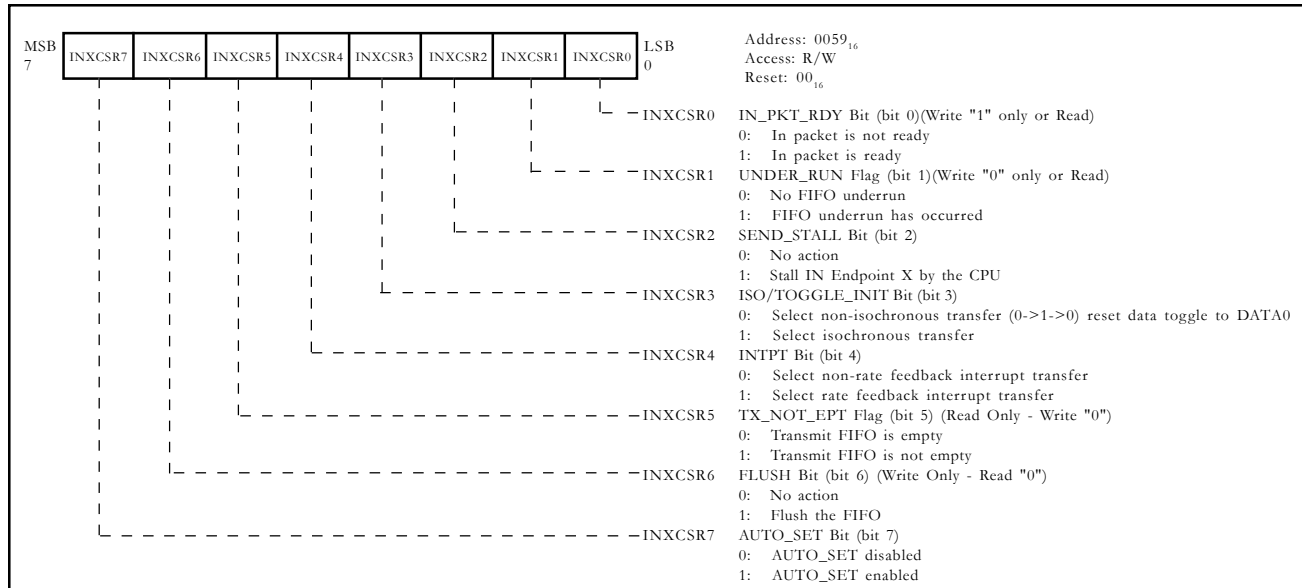 MSB
7
INXCSR7 INXCSR6 INXCSR5 INXCSR4 INXCSR3 INXCSR2 INXCSR1 INXCSR0
LSB
0
Address: 0059₁₆
Access: R/W
Reset: 00₁₆
INXCSR0 IN_PKT_RDY Bit (bit 0)(Write "1" only or Read)
0: In packet is not ready
1: In packet is ready
INXCSR1 UNDER_RUN Flag (bit 1)(Write "0" only or Read)
0: No FIFO underrun
1: FIFO underrun has occurred
INXCSR2 SEND_STALL Bit (bit 2)
0: No action
1: Stall IN Endpoint X by the CPU
INXCSR3 ISO/TOGGLE_INIT Bit (bit 3)
0: Select non-isochronous transfer (0->1->0) reset data toggle to DATA0
1: Select isochronous transfer
INXCSR4 INTPT Bit (bit 4)
0: Select non-rate feedback interrupt transfer
1: Select rate feedback interrupt transfer
INXCSR5 TX_NOT_EPT Flag (bit 5) (Read Only - Write "0")
0: Transmit FIFO is empty
1: Transmit FIFO is not empty
INXCSR6 FLUSH Bit (bit 6) (Write Only - Read "0")
0: No action
1: Flush the FIFO
INXCSR7 AUTO_SET Bit (bit 7)
0: AUTO_SET disabled
1: AUTO_SET enabled